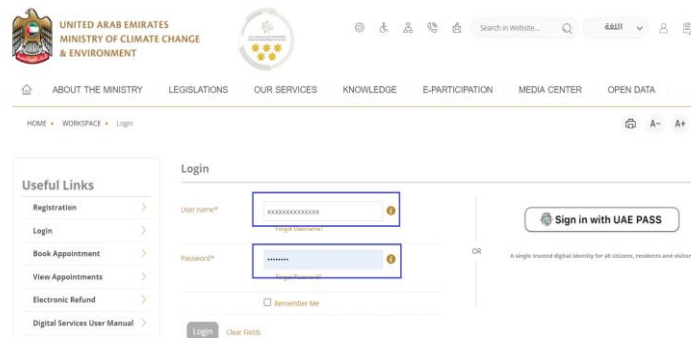 UNITED ARAB EMIRATES
MINISTRY OF CLIMATE CHANGE
& ENVIRONMENT
Search in Website...
اللغة
ABOUT THE MINISTRY LEGISLATIONS OUR SERVICES KNOWLEDGE E-PARTICIPATION MEDIA CENTER OPEN DATA
HOME • WORKSPACE • Login
A- A+
Useful Links
Registration
Login
Book Appointment
View Appointments
Electronic Refund
Digital Services User Manual
Login
User name*
xxxxxxxxxxxxxx
Forgot Username?
Password*
••••••••
Forgot Password?
Remember Me
Login Clear Fields
OR
Sign in with UAE PASS
A single trusted digital identity for all citizens, residents and visitor